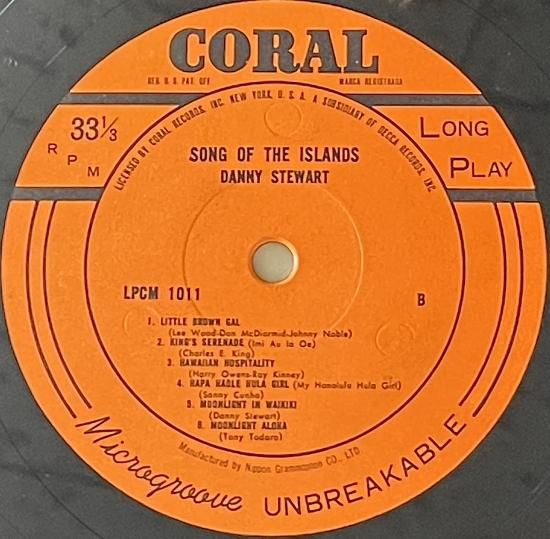 CORAL
REG. U. S. PAT. OFF. MARCA REGISTRADA
LICENSED BY CORAL RECORDS, INC. NEW YORK, U. S. A. A SUBSIDIARY OF DECCA RECORDS, INC.
33⅓
RPM
LONG
PLAY
SONG OF THE ISLANDS
DANNY STEWART
LPCM 1011
B
1. LITTLE BROWN GAL
(Lee Wood-Don McDiarmid-Johnny Noble)
2. KING'S SERENADE (Imi Au Ia Oe)
(Charles E. King)
3. HAWAIIAN HOSPITALITY
(Harry Owens-Ray Kinney)
4. HAPA HAOLE HULA GIRL (My Honolulu Hula Girl)
(Sonny Cunha)
5. MOONLIGHT IN WAIKIKI
(Danny Stewart)
6. MOONLIGHT ALOHA
(Tony Todaro)
Manufactured by Nippon Grammophon CO., LTD
Microgroove UNBREAKABLE